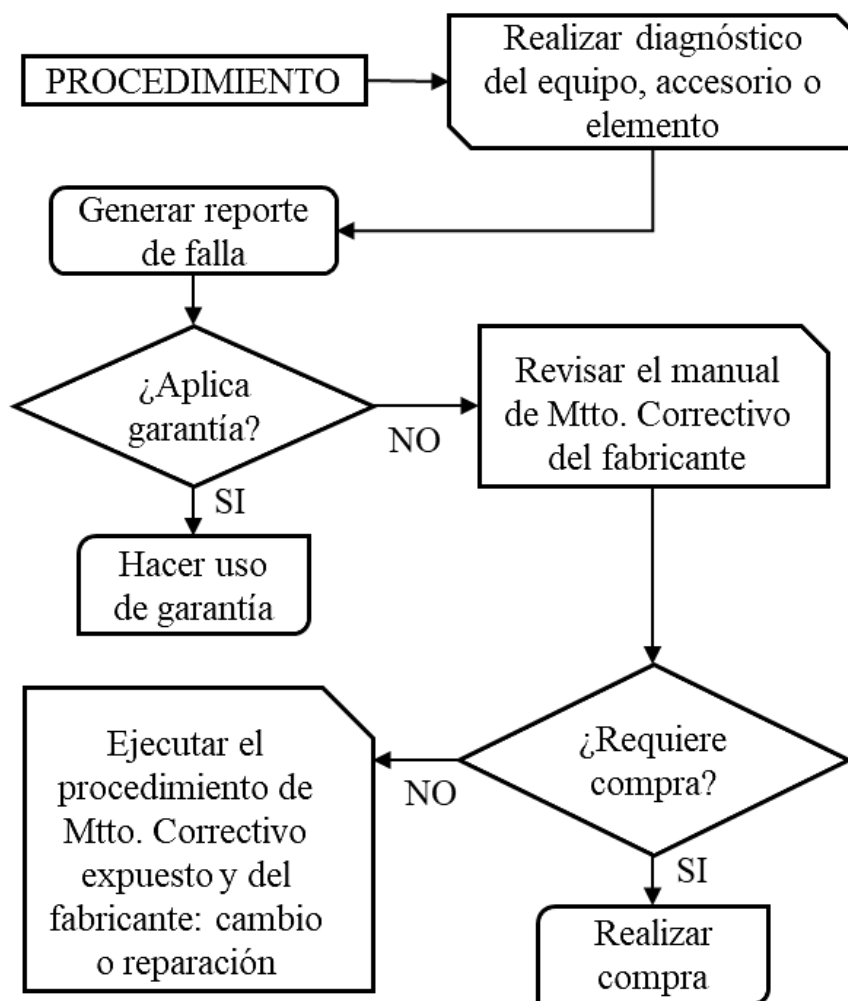 PROCEDIMIENTO
Realizar diagnóstico
del equipo, accesorio o
elemento
Generar reporte
de falla
¿Aplica
garantía?
NO
Revisar el manual
de Mtto. Correctivo
del fabricante
SI
Hacer uso
de garantía
¿Requiere
compra?
NO
Ejecutar el
procedimiento de
Mtto. Correctivo
expuesto y del
fabricante: cambio
o reparación
SI
Realizar
compra